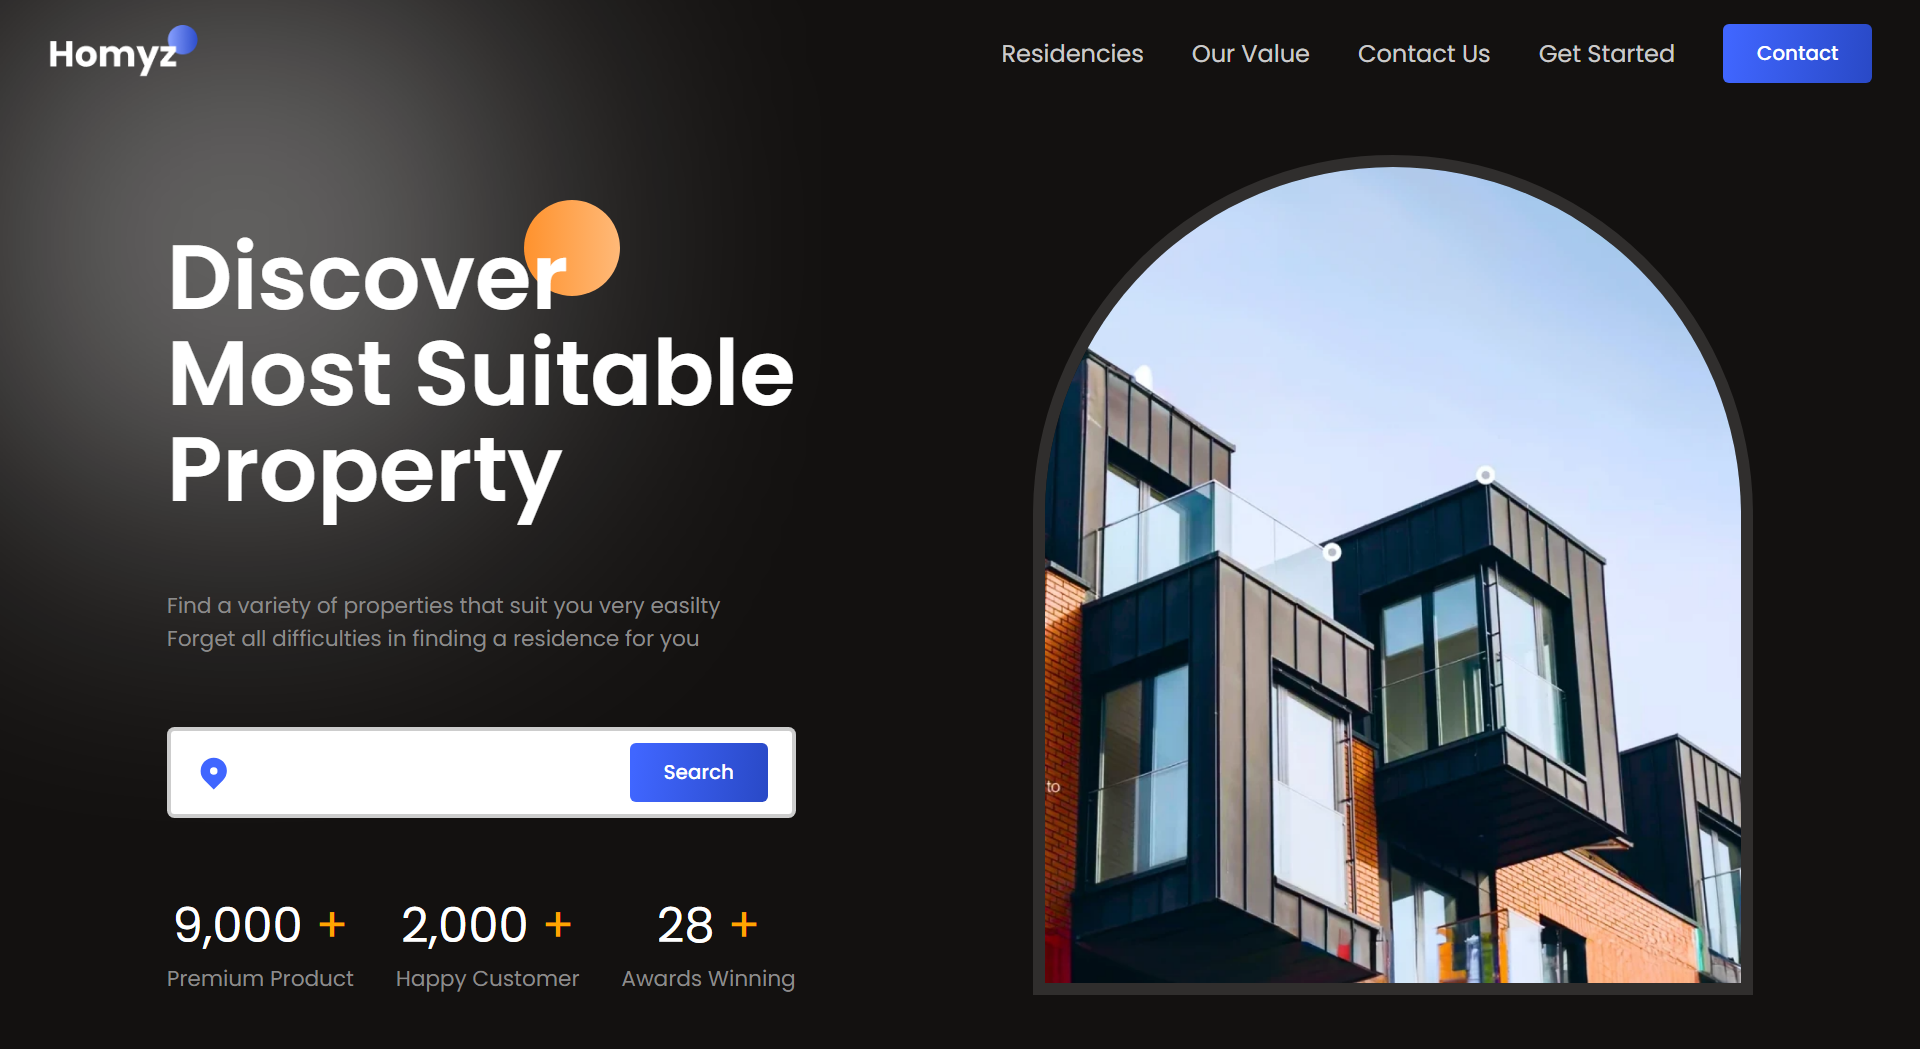 Homyz
Residencies
Our Value
Contact Us
Get Started
Contact
Discover
Most Suitable
Property
Find a variety of properties that suit you very easilty
Forget all difficulties in finding a residence for you
Search
9,000 +
2,000 +
28 +
Premium Product
Happy Customer
Awards Winning
to